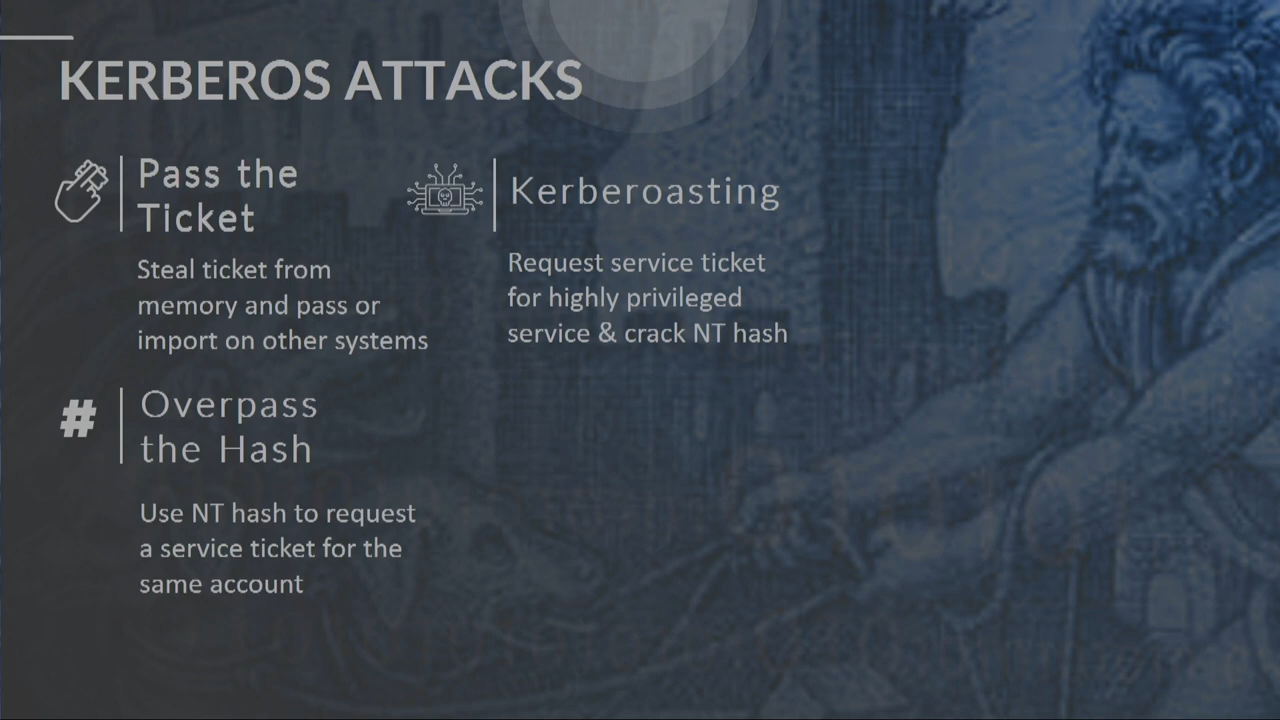 KERBEROS ATTACKS
Pass the
Ticket
Steal ticket from
memory and pass or
import on other systems
Kerberoasting
Request service ticket
for highly privileged
service & crack NT hash
#
Overpass
the Hash
Use NT hash to request
a service ticket for the
same account